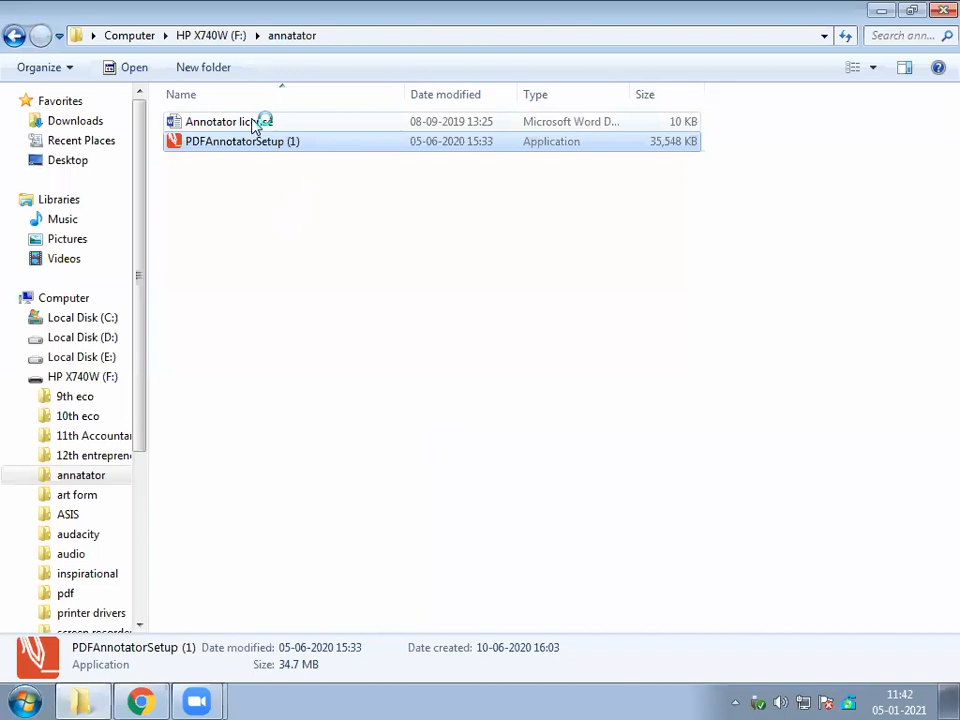 Computer HP X740W (F:) annatator Search ann...
Organize Open New folder
Name Date modified Type Size
Favorites
Downloads
Recent Places
Desktop
Libraries
Music
Pictures
Videos
Computer
Local Disk (C:)
Local Disk (D:)
Local Disk (E:)
HP X740W (F:)
9th eco
10th eco
11th Accountar
12th entrepren
annatator
art form
ASIS
audacity
audio
inspirational
pdf
printer drivers
Annotator 08-09-2019 13:25 Microsoft Word D... 10 KB
PDFAnnotatorSetup (1) 05-06-2020 15:33 Application 35,548 KB
PDFAnnotatorSetup (1) Date modified: 05-06-2020 15:33 Date created: 10-06-2020 16:03
Application Size: 34.7 MB
11:42
05-01-2021